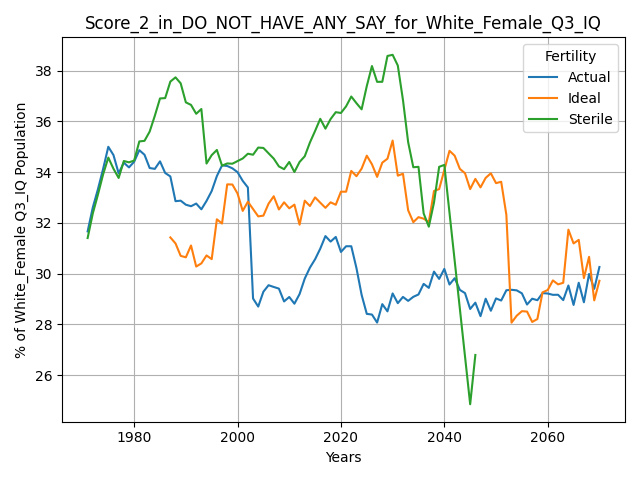 Score_2_in_DO_NOT_HAVE_ANY_SAY_for_White_Female_Q3_IQ
Fertility
Actual
Ideal
Sterile
% of White_Female Q3_IQ Population
38
36
34
32
30
28
26
1980
2000
2020
2040
2060
Years